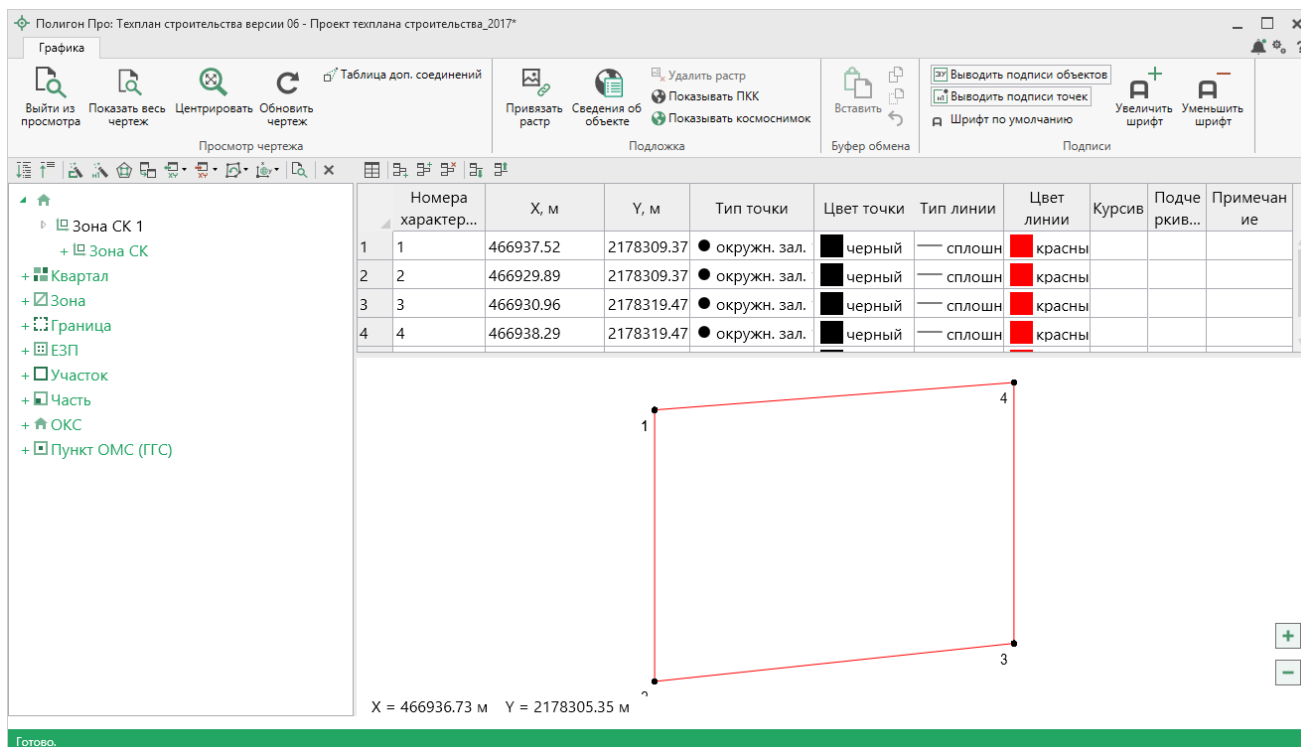 Полигон Про: Техплан строительства версии 06 - Проект техплана строительства_2017*
Графика
Выйти из просмотра
Показать весь чертеж
Центрировать
Обновить чертеж
Таблица доп. соединений
Просмотр чертежа
Привязать растр
Сведения об объекте
Удалить растр
Показывать ПКК
Показывать космоснимок
Подложка
Вставить
Буфер обмена
Выводить подписи объектов
Выводить подписи точек
Шрифт по умолчанию
Увеличить шрифт
Уменьшить шрифт
Подписи
Зона СК 1
+ Зона СК
+ Квартал
+ Зона
+ Граница
+ ЕЗП
+ Участок
+ Часть
+ ОКС
+ Пункт ОМС (ГГС)
Номера характер... X, м Y, м Тип точки Цвет точки Тип линии Цвет линии Курсив Подче ркив... Примечан ие
1 1 466937.52 2178309.37 окружн. зал. черный сплошн красны
2 2 466929.89 2178309.37 окружн. зал. черный сплошн красны
3 3 466930.96 2178319.47 окружн. зал. черный сплошн красны
4 4 466938.29 2178319.47 окружн. зал. черный сплошн красны
4
1
3
X = 466936.73 м Y = 2178305.35 м
Готово.